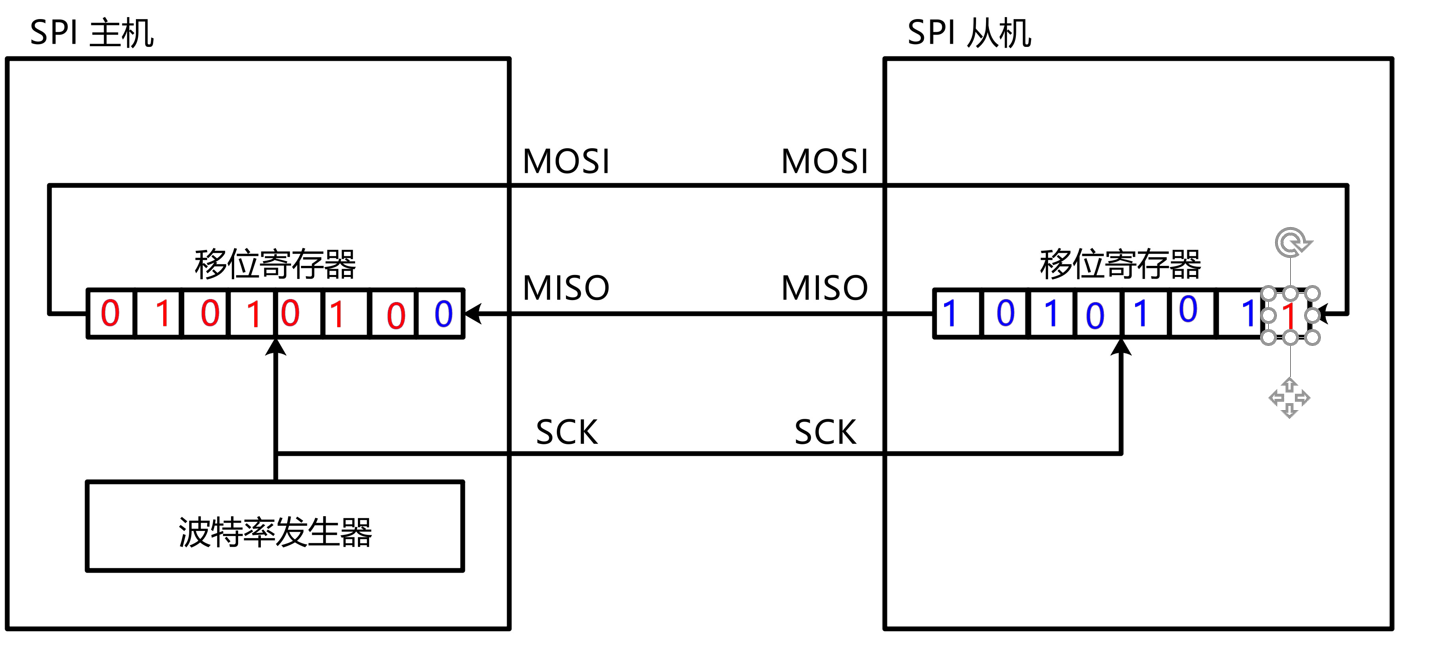 SPI 主机
SPI 从机
MOSI
MOSI
移位寄存器
移位寄存器
MISO
MISO
0 1 0 1 0 1 0 0
1 0 1 0 1 0 1 1
SCK
SCK
波特率发生器